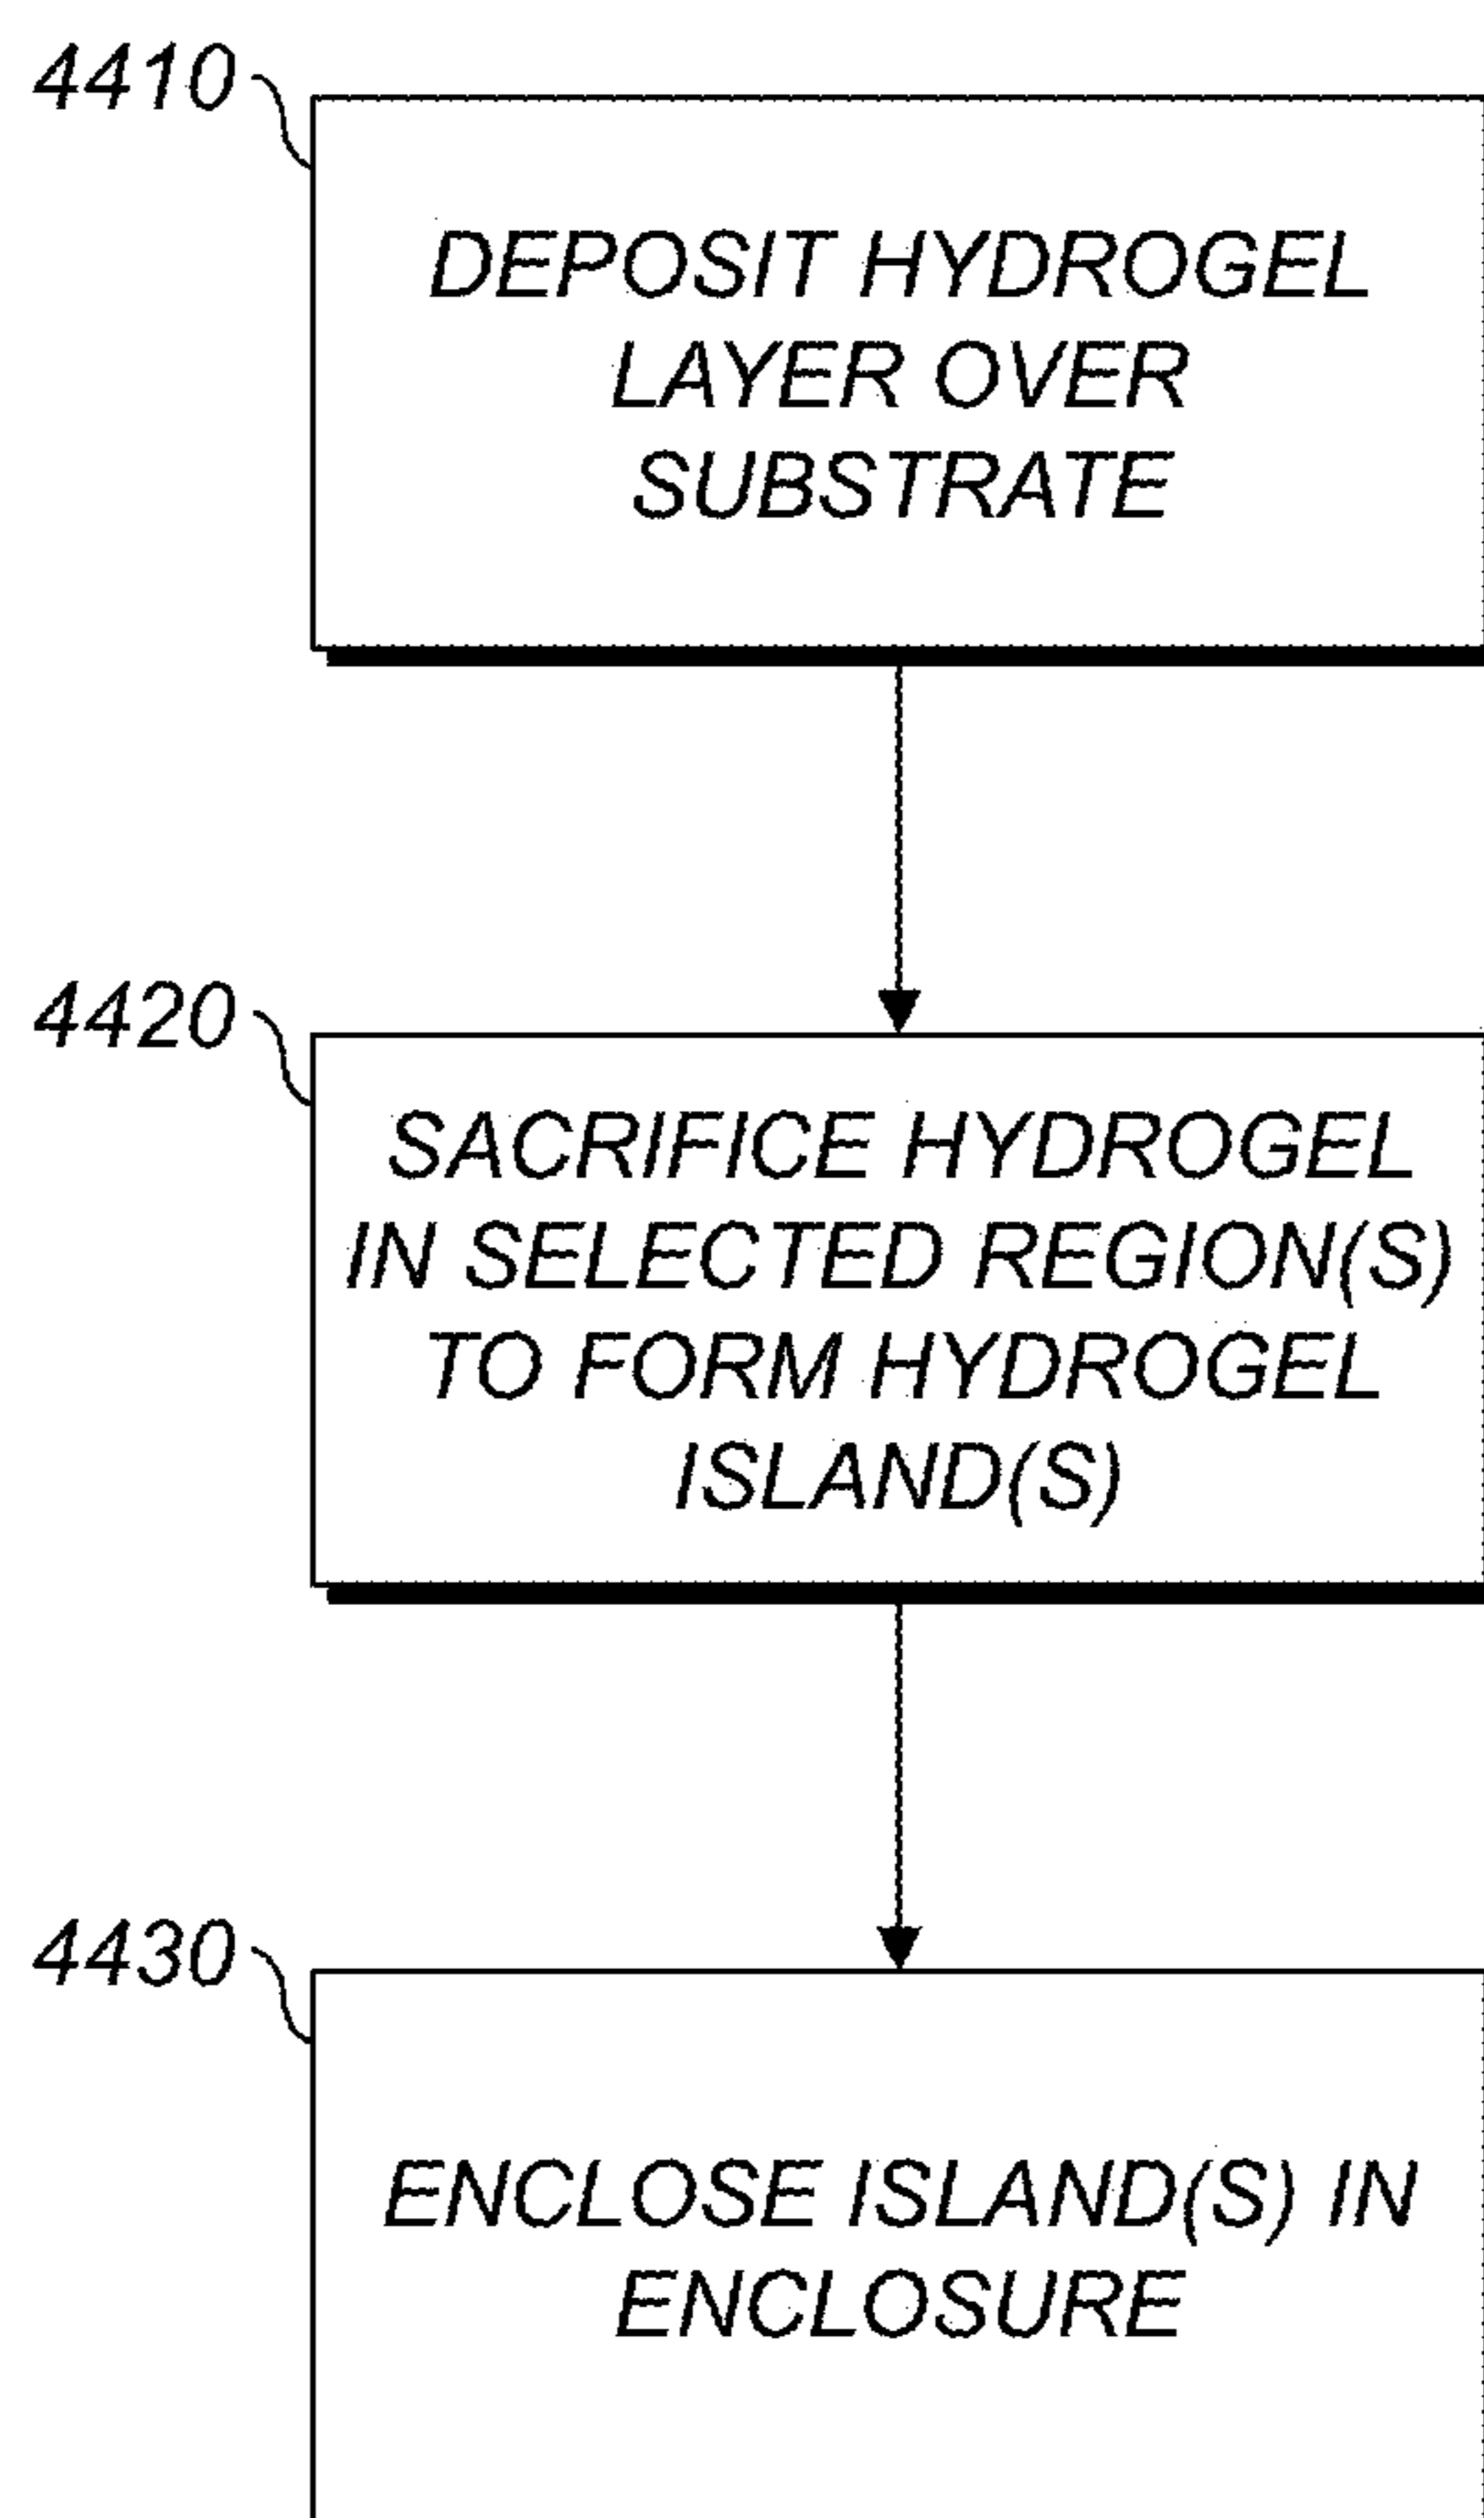 4410
DEPOSIT HYDROGEL
LAYER OVER
SUBSTRATE
4420
SACRIFICE HYDROGEL
IN SELECTED REGION(S)
TO FORM HYDROGEL
ISLAND(S)
4430
ENCLOSE ISLAND(S) IN
ENCLOSURE